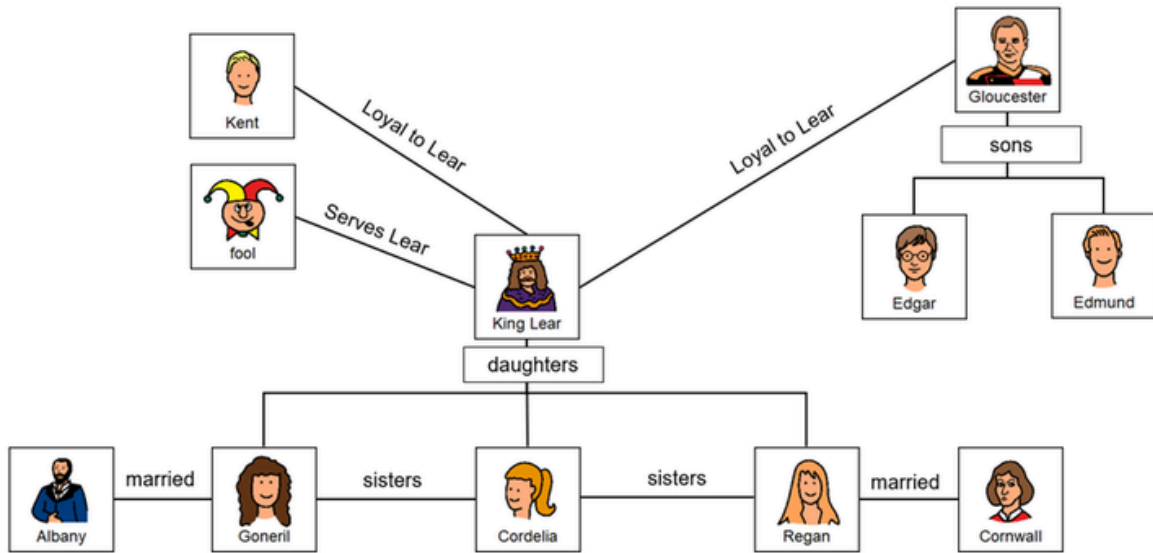 Kent
Loyal to Lear
Gloucester
Loyal to Lear
sons
fool
Serves Lear
King Lear
Edgar
Edmund
daughters
Albany
married
Goneril
sisters
Cordelia
sisters
Regan
married
Cornwall